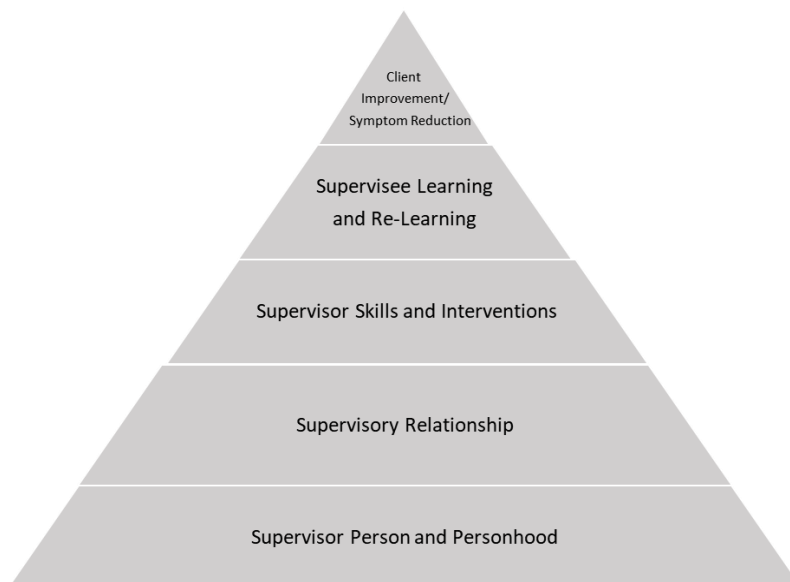 Client
Improvement/
Symptom Reduction
Supervisee Learning
and Re-Learning
Supervisor Skills and Interventions
Supervisory Relationship
Supervisor Person and Personhood